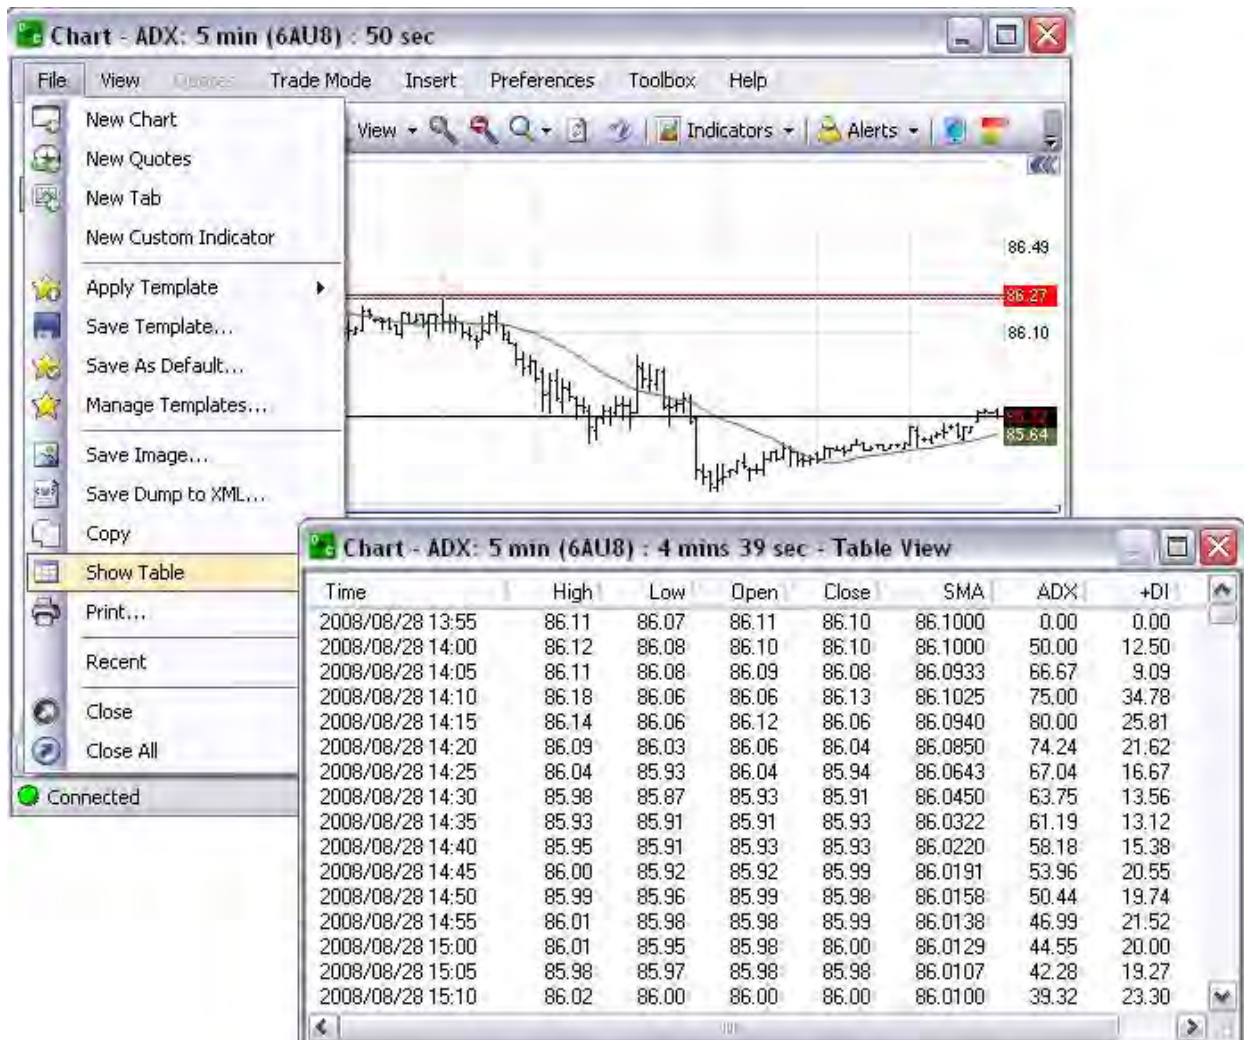 Chart - ADX: 5 min (6AU8) : 50 sec
File View Trade Mode Insert Preferences Toolbox Help
View Indicators Alerts
New Chart
New Quotes
New Tab
New Custom Indicator
Apply Template
Save Template...
Save As Default...
Manage Templates...
Save Image...
Save Dump to XML...
Copy
Show Table
Print...
Recent
Close
Close All
Connected
86.49
86.27
86.10
85.64
Chart - ADX: 5 min (6AU8) : 4 mins 39 sec - Table View
Time High Low Open Close SMA ADX +DI
2008/08/28 13:55 86.11 86.07 86.11 86.10 86.1000 0.00 0.00
2008/08/28 14:00 86.12 86.08 86.10 86.10 86.1000 50.00 12.50
2008/08/28 14:05 86.11 86.08 86.09 86.08 86.0933 66.67 9.09
2008/08/28 14:10 86.18 86.06 86.06 86.13 86.1025 75.00 34.78
2008/08/28 14:15 86.14 86.06 86.12 86.06 86.0940 80.00 25.81
2008/08/28 14:20 86.09 86.03 86.06 86.04 86.0850 74.24 21.62
2008/08/28 14:25 86.04 85.93 86.04 85.94 86.0643 67.04 16.67
2008/08/28 14:30 85.98 85.87 85.93 85.91 86.0450 63.75 13.56
2008/08/28 14:35 85.93 85.91 85.91 85.93 86.0322 61.19 13.12
2008/08/28 14:40 85.95 85.91 85.93 85.93 86.0220 58.18 15.38
2008/08/28 14:45 86.00 85.92 85.92 85.99 86.0191 53.96 20.55
2008/08/28 14:50 85.99 85.96 85.99 85.98 86.0158 50.44 19.74
2008/08/28 14:55 86.01 85.98 85.98 85.99 86.0138 46.99 21.52
2008/08/28 15:00 86.01 85.95 85.98 86.00 86.0129 44.55 20.00
2008/08/28 15:05 85.98 85.97 85.98 85.98 86.0107 42.28 19.27
2008/08/28 15:10 86.02 86.00 86.00 86.00 86.0100 39.32 23.30